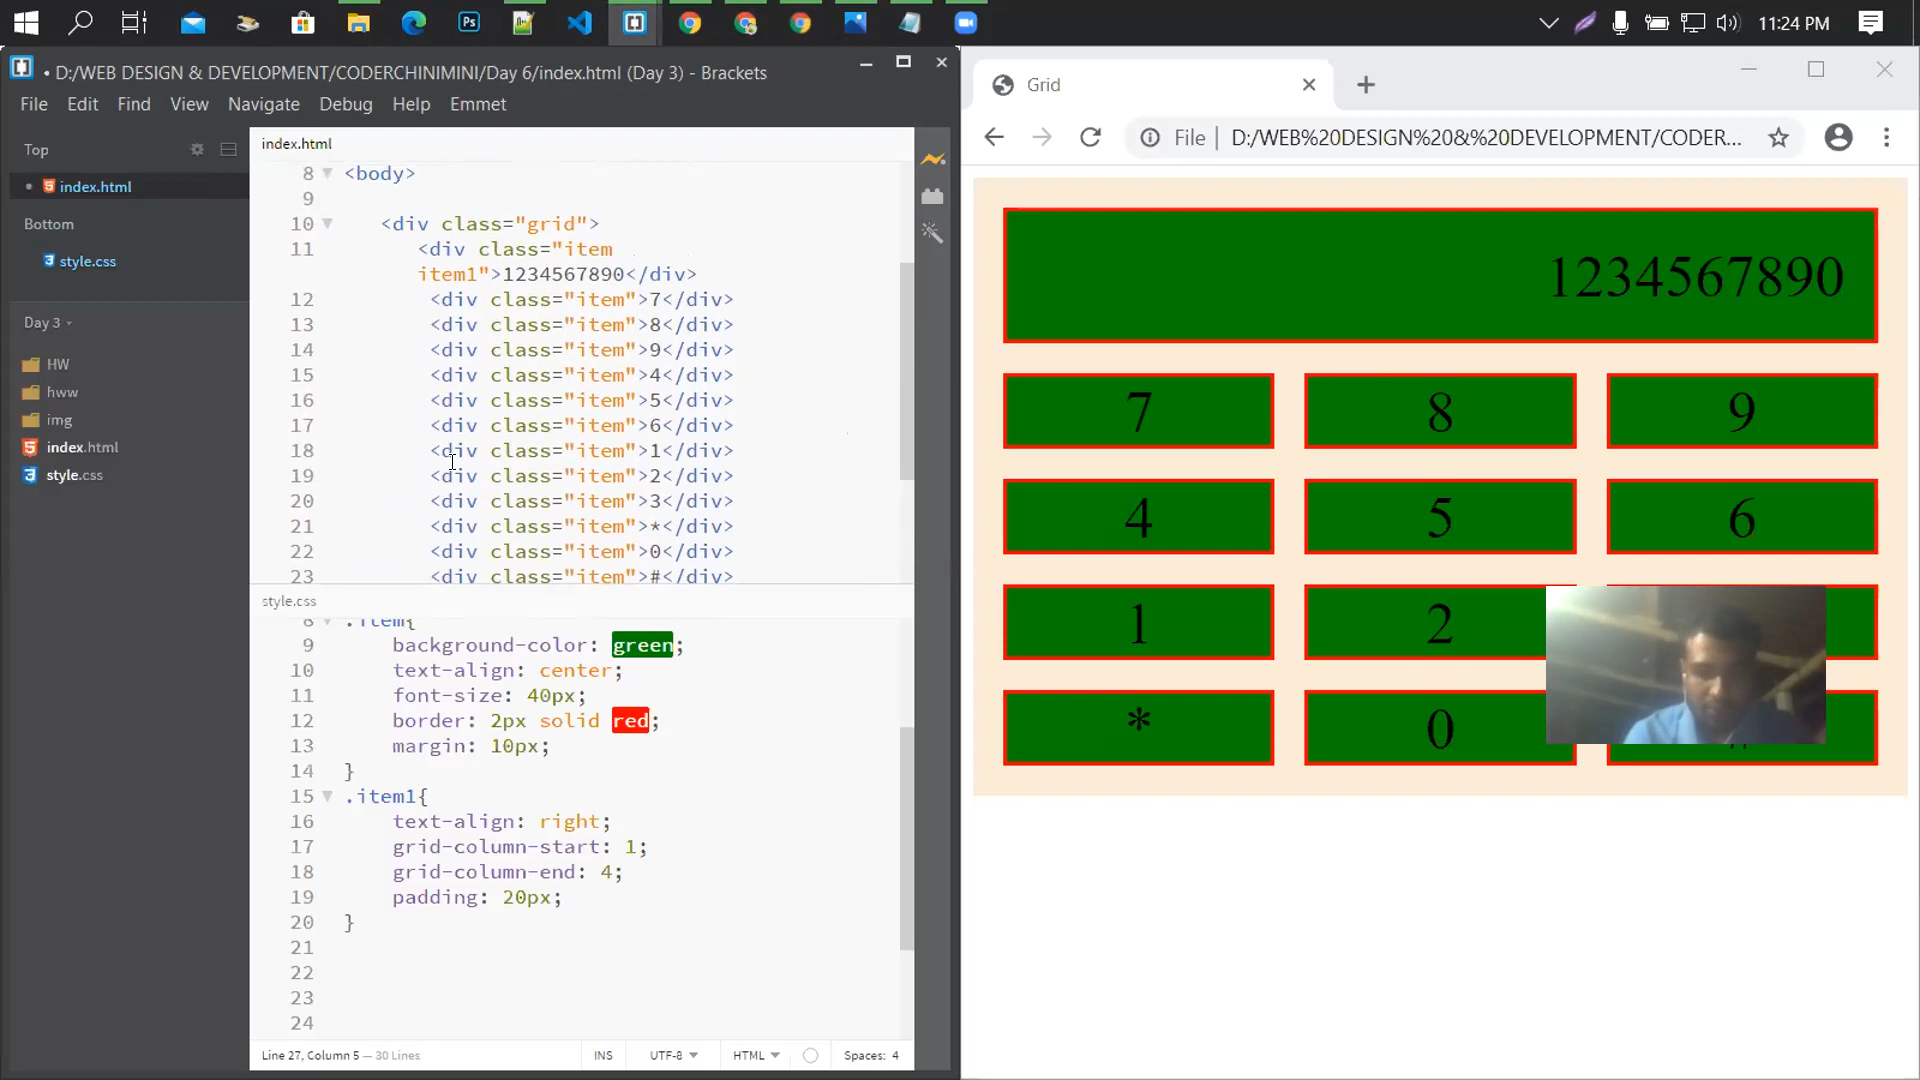 11:24 PM
• D:/WEB DESIGN & DEVELOPMENT/CODERCHINIMINI/Day 6/index.html (Day 3) - Brackets
File Edit Find View Navigate Debug Help Emmet
Top
index.html
Bottom
style.css
Day 3
HW
hww
img
index.html
style.css
index.html
8 <body>
9
10 <div class="grid">
11 <div class="item
item1">1234567890</div>
12 <div class="item">7</div>
13 <div class="item">8</div>
14 <div class="item">9</div>
15 <div class="item">4</div>
16 <div class="item">5</div>
17 <div class="item">6</div>
18 <div class="item">1</div>
19 <div class="item">2</div>
20 <div class="item">3</div>
21 <div class="item">*</div>
22 <div class="item">0</div>
23 <div class="item">#</div>
style.css
8 .item{
9 background-color: green;
10 text-align: center;
11 font-size: 40px;
12 border: 2px solid red;
13 margin: 10px;
14 }
15 .item1{
16 text-align: right;
17 grid-column-start: 1;
18 grid-column-end: 4;
19 padding: 20px;
20 }
21
22
23
24
Line 27, Column 5 — 30 Lines INS UTF-8 HTML Spaces: 4
Grid
File D:/WEB%20DESIGN%20&%20DEVELOPMENT/CODER...
1234567890
7 8 9
4 5 6
1 2
* 0